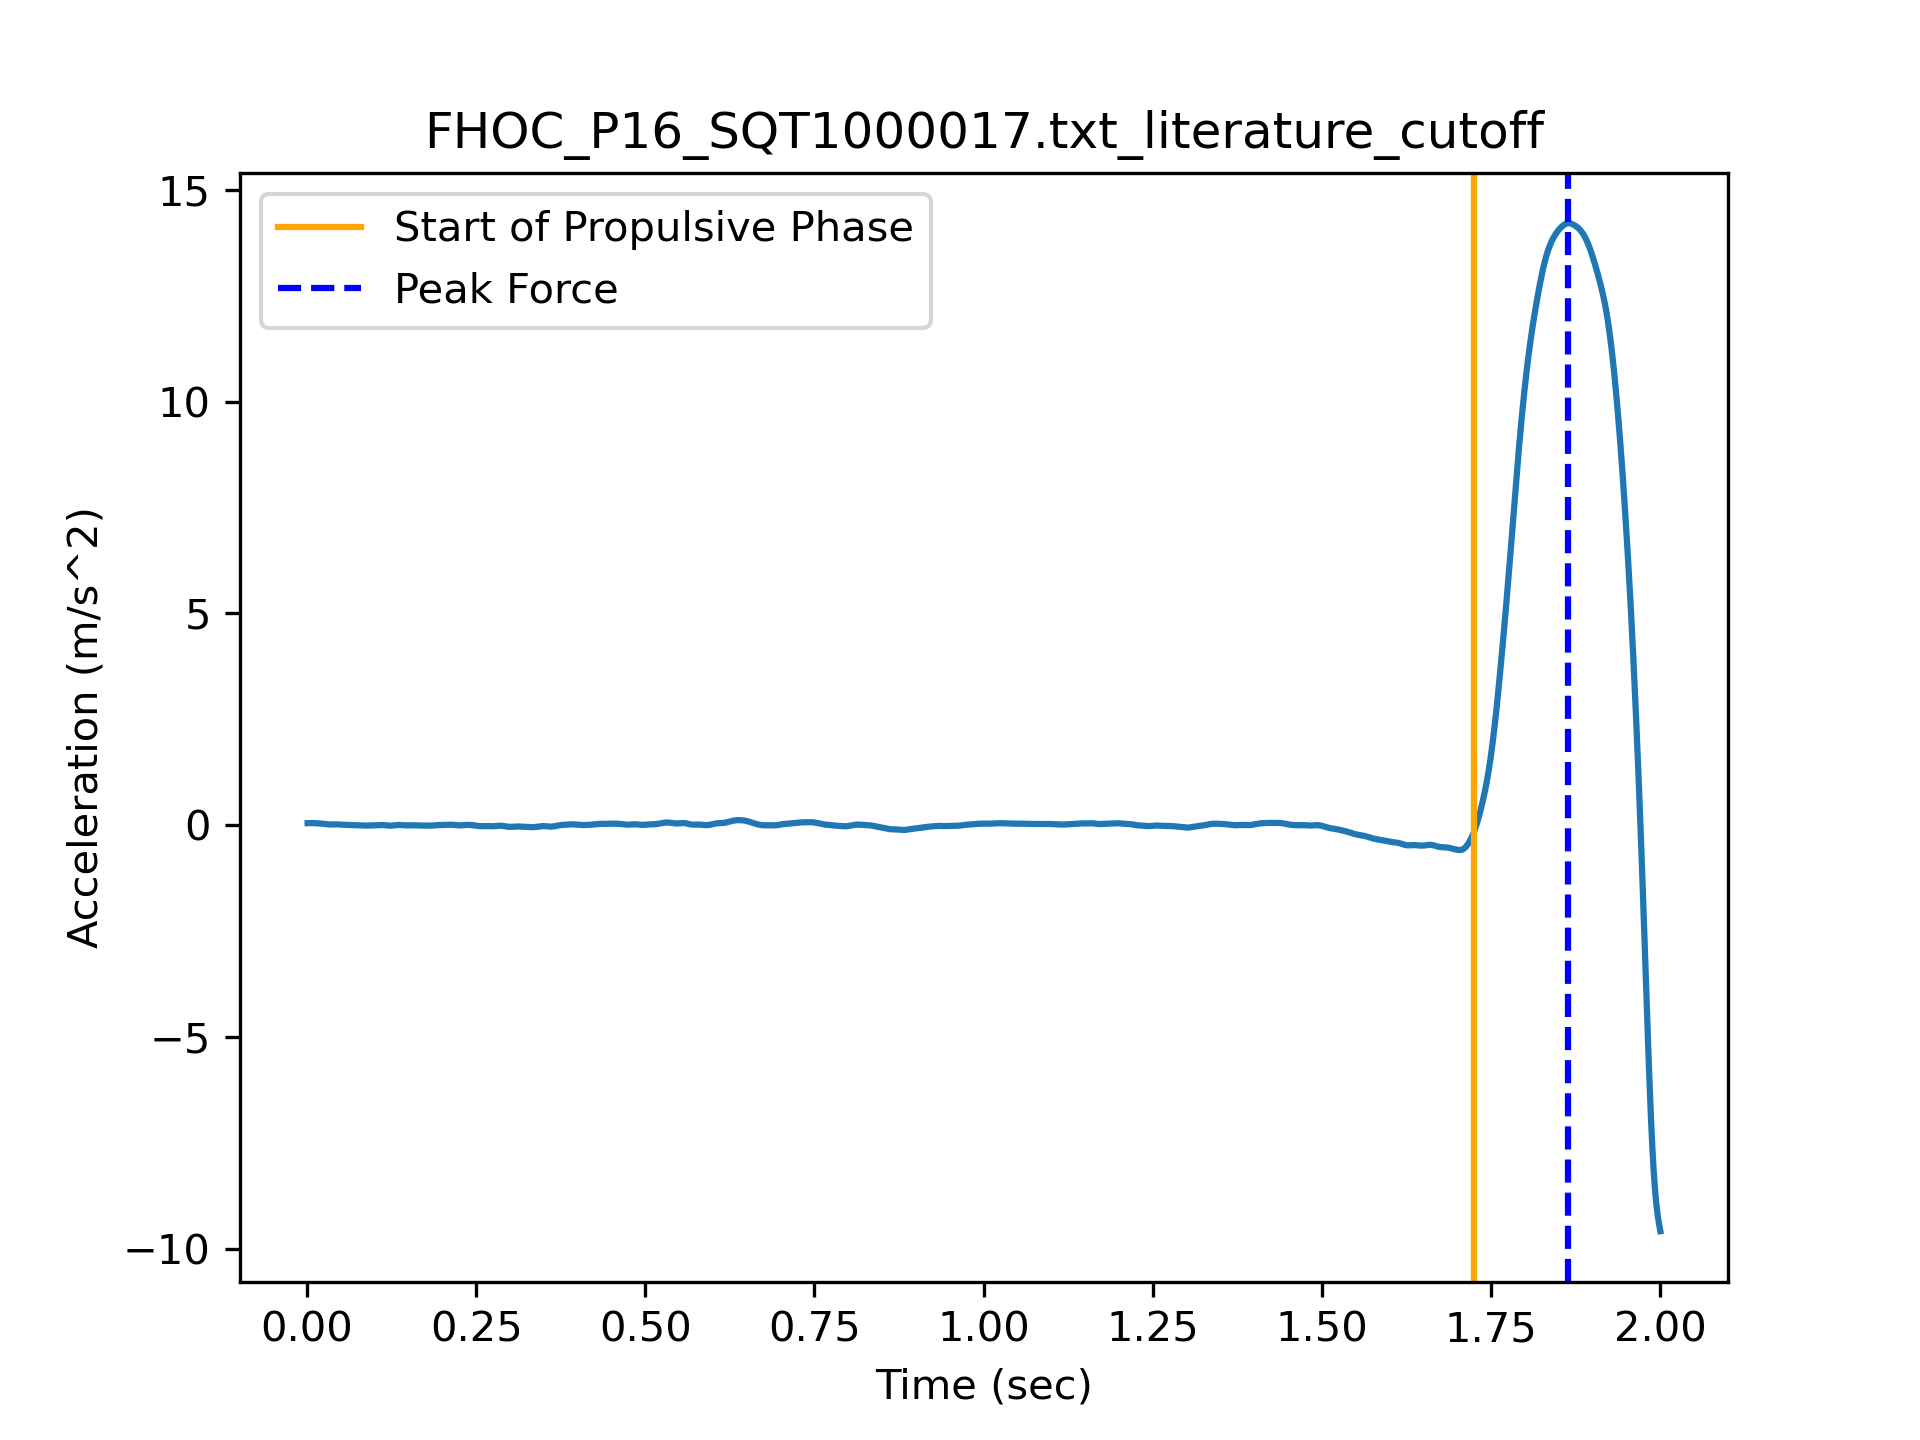 FHOC_P16_SQT1000017.txt_literature_cutoff
Start of Propulsive Phase
Peak Force
Acceleration (m/s^2)
15
10
5
0
−5
−10
0.00 0.25 0.50 0.75 1.00 1.25 1.50 1.75 2.00
Time (sec)